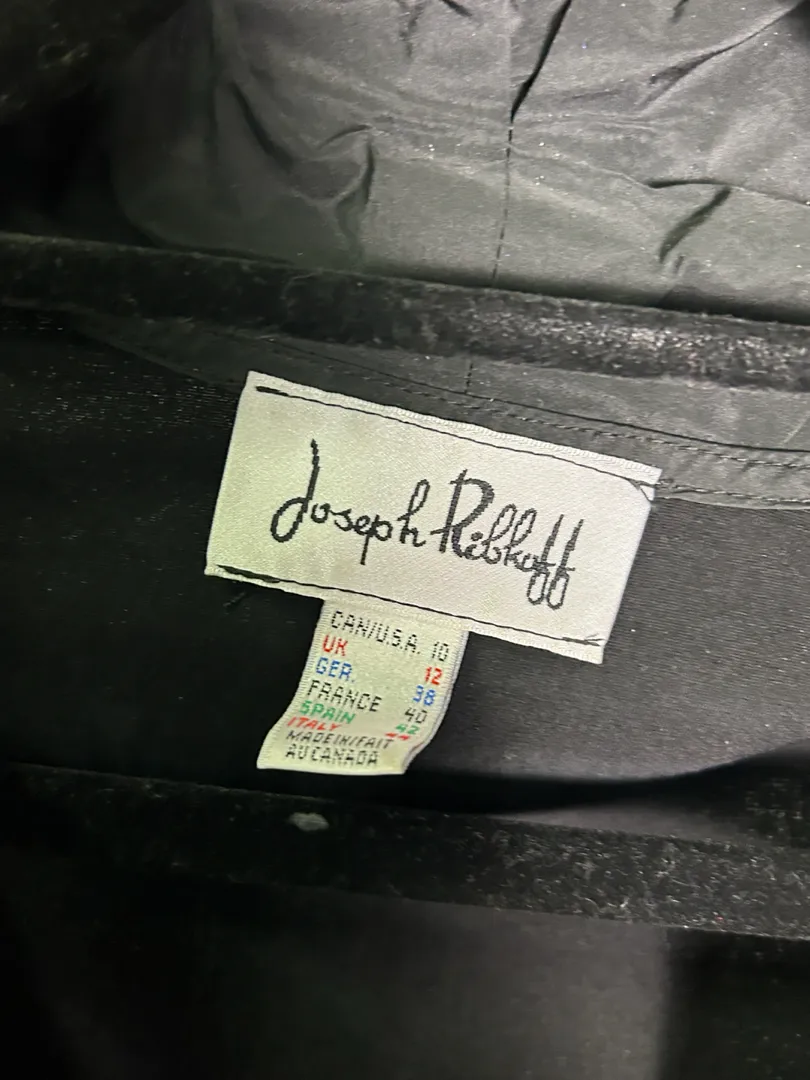 Joseph Ribkoff
CAN/U.S.A. 10
UK 12
GER. 38
FRANCE 40
SPAIN 42
ITALY
MADE IN/FAIT
AU CANADA